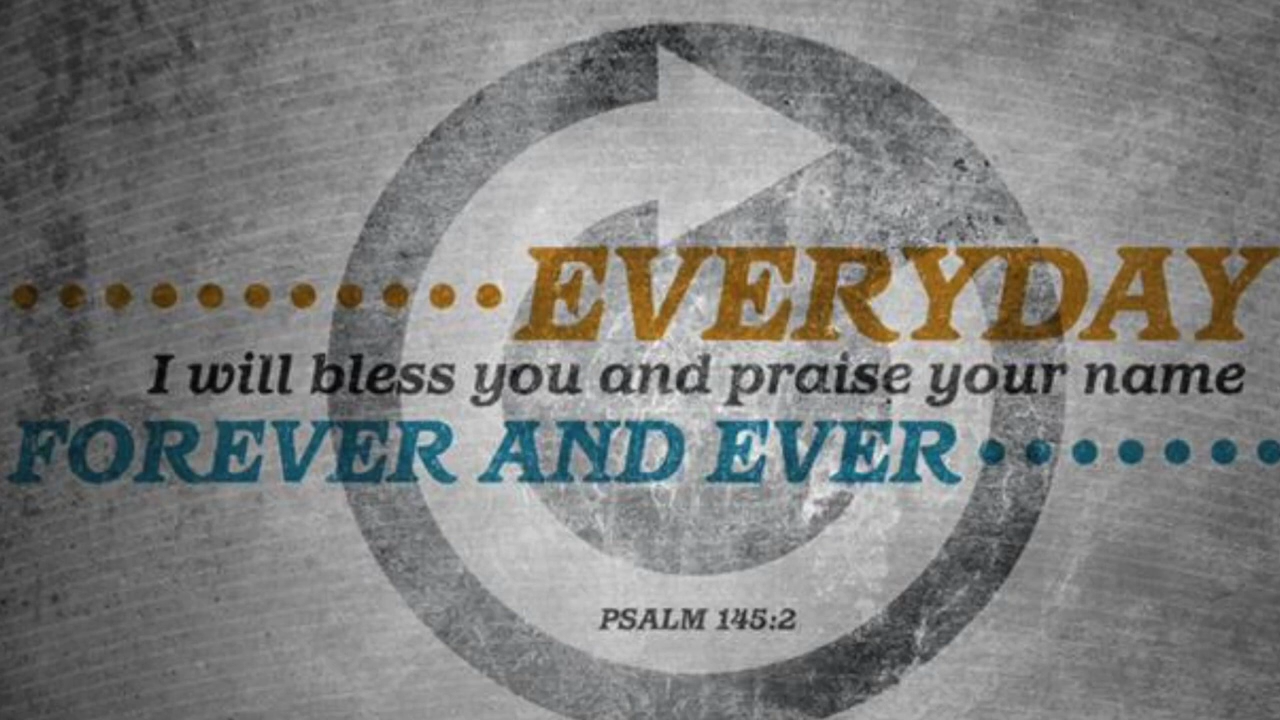 EVERYDAY
I will bless you and praise your name
FOREVER AND EVER
PSALM 145:2